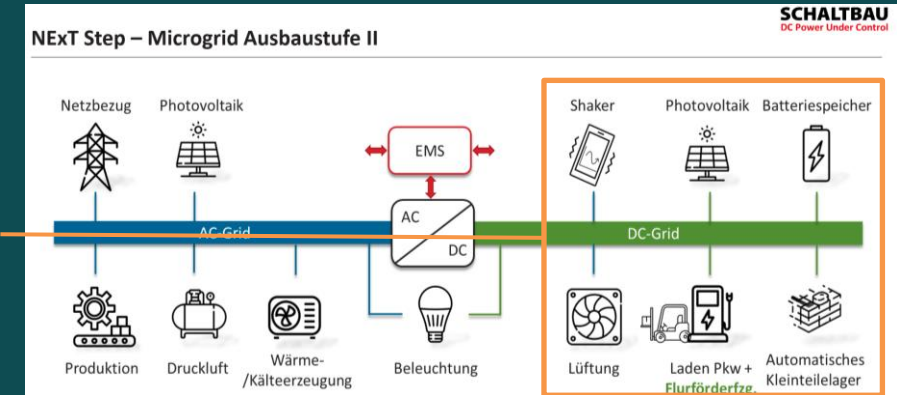 SCHALTBAU
DC Power Under Control
NExT Step – Microgrid Ausbaustufe II
Netzbezug
Photovoltaik
Shaker
Photovoltaik
Batteriespeicher
EMS
AC
DC
AC-Grid
DC-Grid
Produktion
Druckluft
Wärme-
/Kälteerzeugung
Beleuchtung
Lüftung
Laden Pkw +
Flurförderfzg.
Automatisches
Kleinteilelager